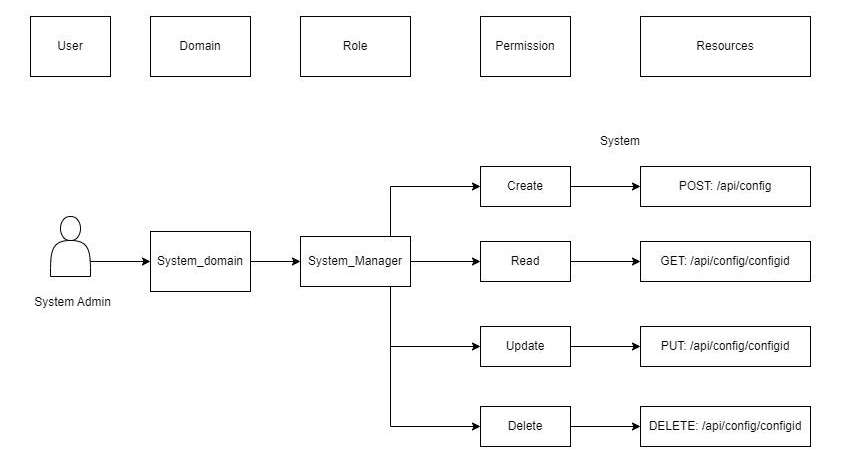 User
Domain
Role
Permission
Resources
System
Create
POST: /api/config
System_domain
System_Manager
Read
GET: /api/config/configid
System Admin
Update
PUT: /api/config/configid
Delete
DELETE: /api/config/configid